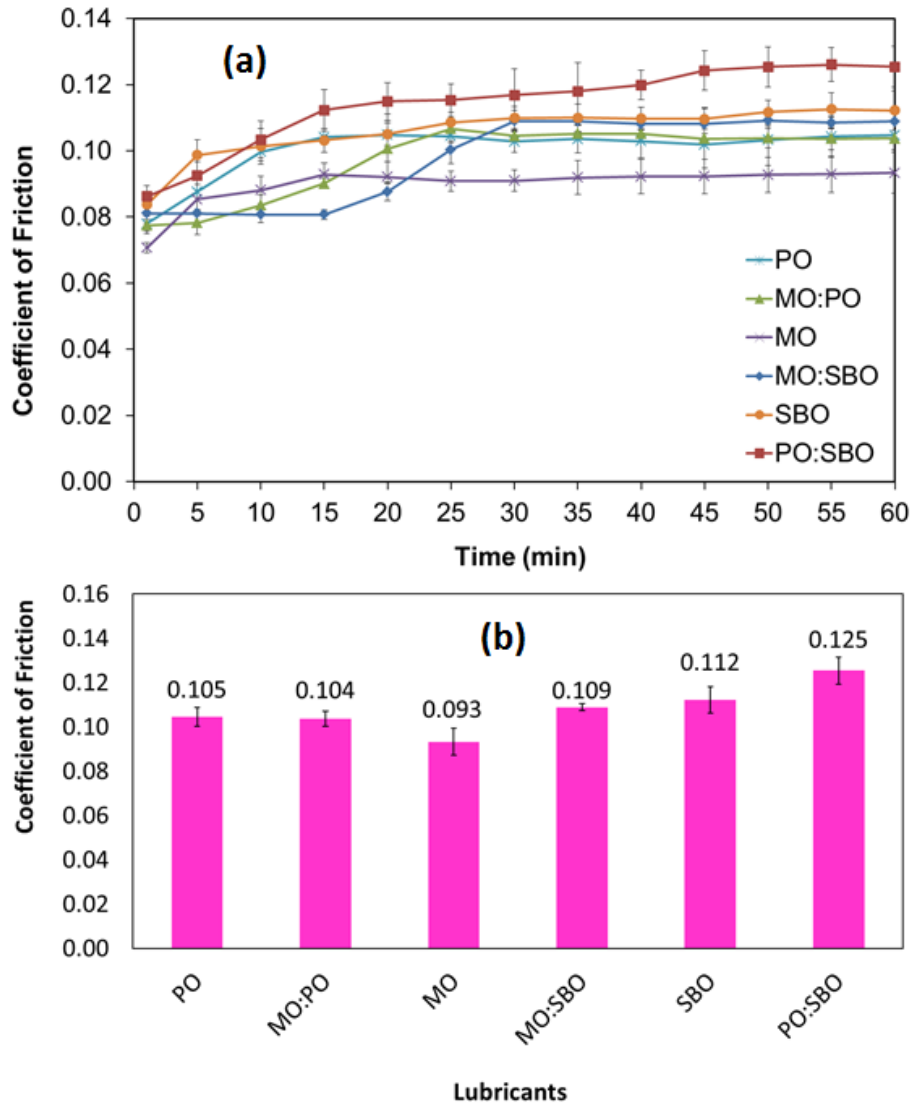 0.14
0.12
0.10
0.08
0.06
0.04
0.02
0.00
Coefficient of Friction
(a)
PO
MO:PO
MO
MO:SBO
SBO
PO:SBO
0 5 10 15 20 25 30 35 40 45 50 55 60
Time (min)
0.16
0.14
0.12
0.10
0.08
0.06
0.04
0.02
0.00
Coefficient of Friction
(b)
0.105 0.104 0.093 0.109 0.112 0.125
PO MO:PO MO MO:SBO SBO PO:SBO
Lubricants